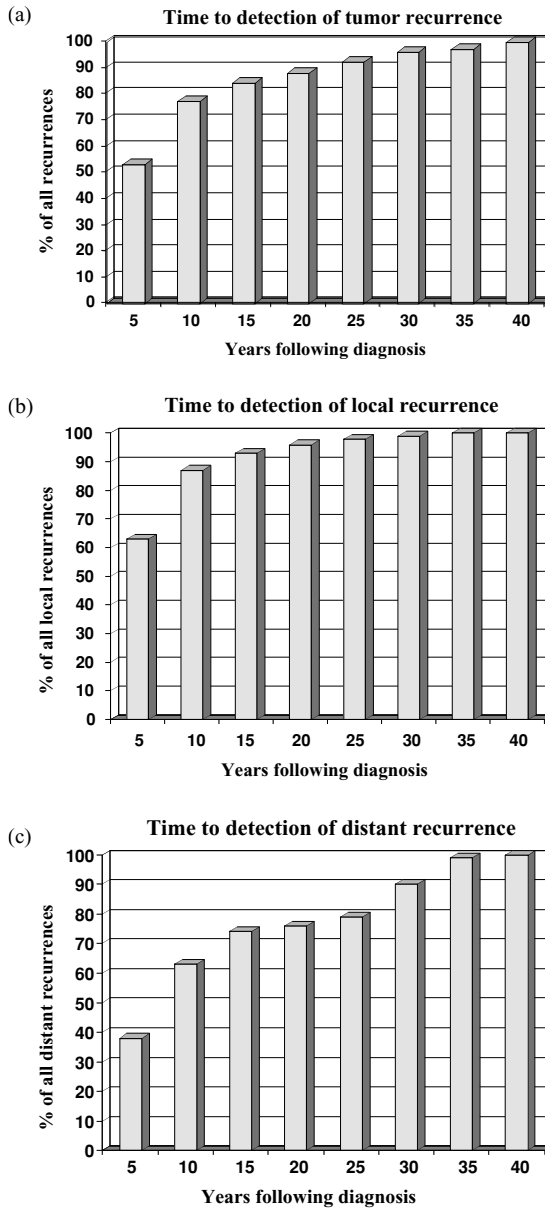 (a)
Time to detection of tumor recurrence
% of all recurrences
100
90
80
70
60
50
40
30
20
10
0
5 10 15 20 25 30 35 40
Years following diagnosis
(b)
Time to detection of local recurrence
% of all local recurrences
100
90
80
70
60
50
40
30
20
10
0
5 10 15 20 25 30 35 40
Years following diagnosis
(c)
Time to detection of distant recurrence
% of all distant recurrences
100
90
80
70
60
50
40
30
20
10
0
5 10 15 20 25 30 35 40
Years following diagnosis